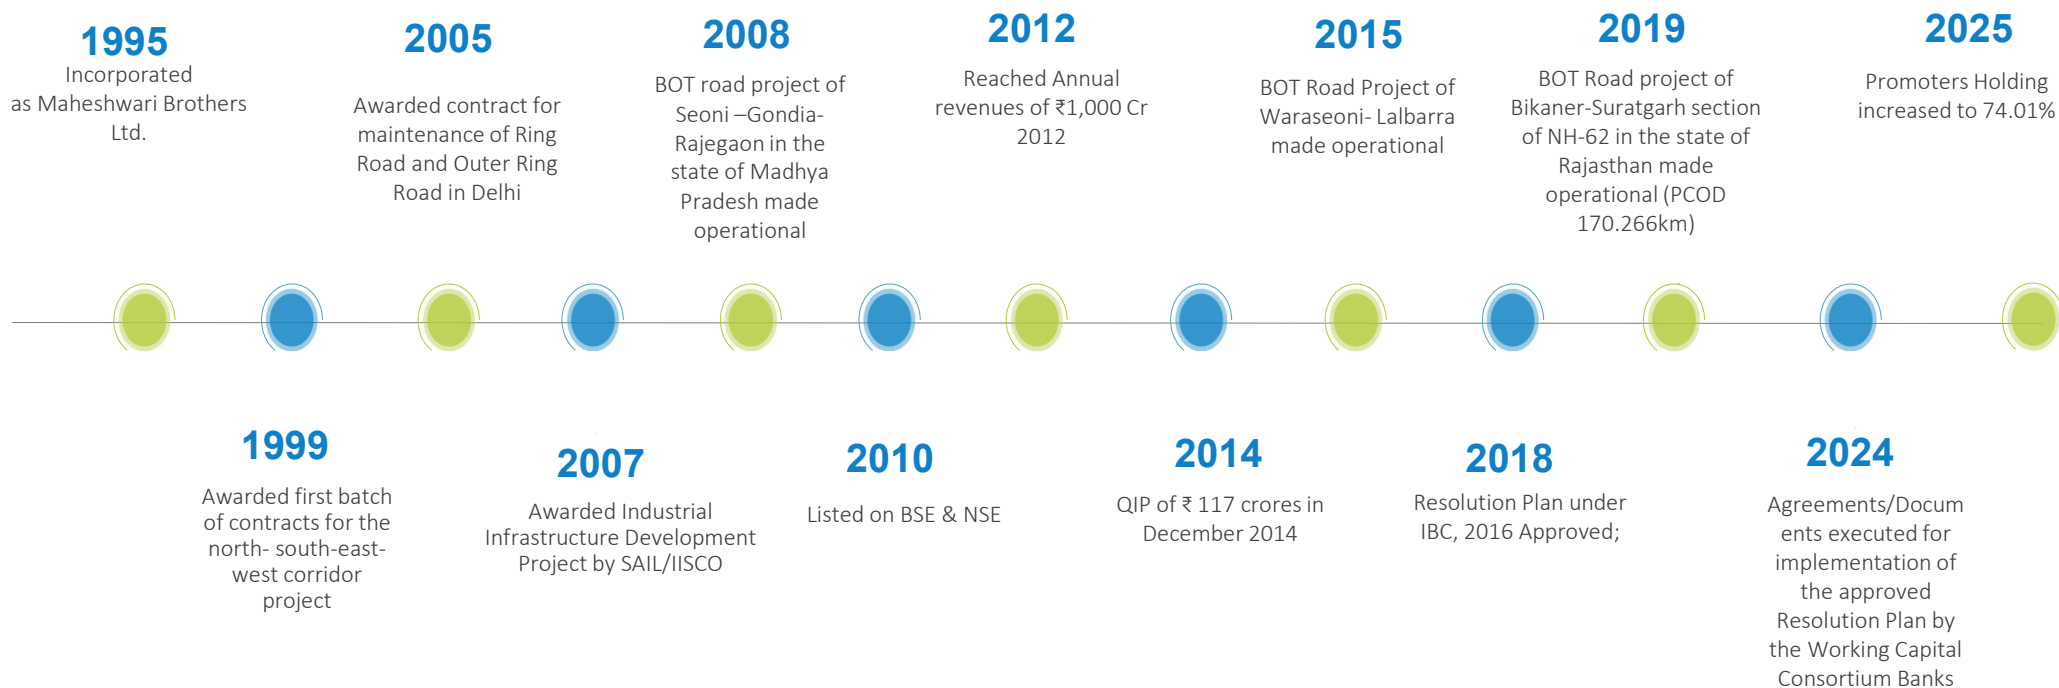 1995
Incorporated
as Maheshwari Brothers
Ltd.
2005
Awarded contract for
maintenance of Ring
Road and Outer Ring
Road in Delhi
2008
BOT road project of
Seoni –Gondia-
Rajegaon in the
state of Madhya
Pradesh made
operational
2012
Reached Annual
revenues of ₹1,000 Cr
2012
2015
BOT Road Project of
Waraseoni- Lalbarra
made operational
2019
BOT Road project of
Bikaner-Suratgarh section
of NH-62 in the state of
Rajasthan made
operational (PCOD
170.266km)
2025
Promoters Holding
increased to 74.01%
1999
Awarded first batch
of contracts for the
north- south-east-
west corridor
project
2007
Awarded Industrial
Infrastructure Development
Project by SAIL/IISCO
2010
Listed on BSE & NSE
2014
QIP of ₹ 117 crores in
December 2014
2018
Resolution Plan under
IBC, 2016 Approved;
2024
Agreements/Docum
ents executed for
implementation of
the approved
Resolution Plan by
the Working Capital
Consortium Banks